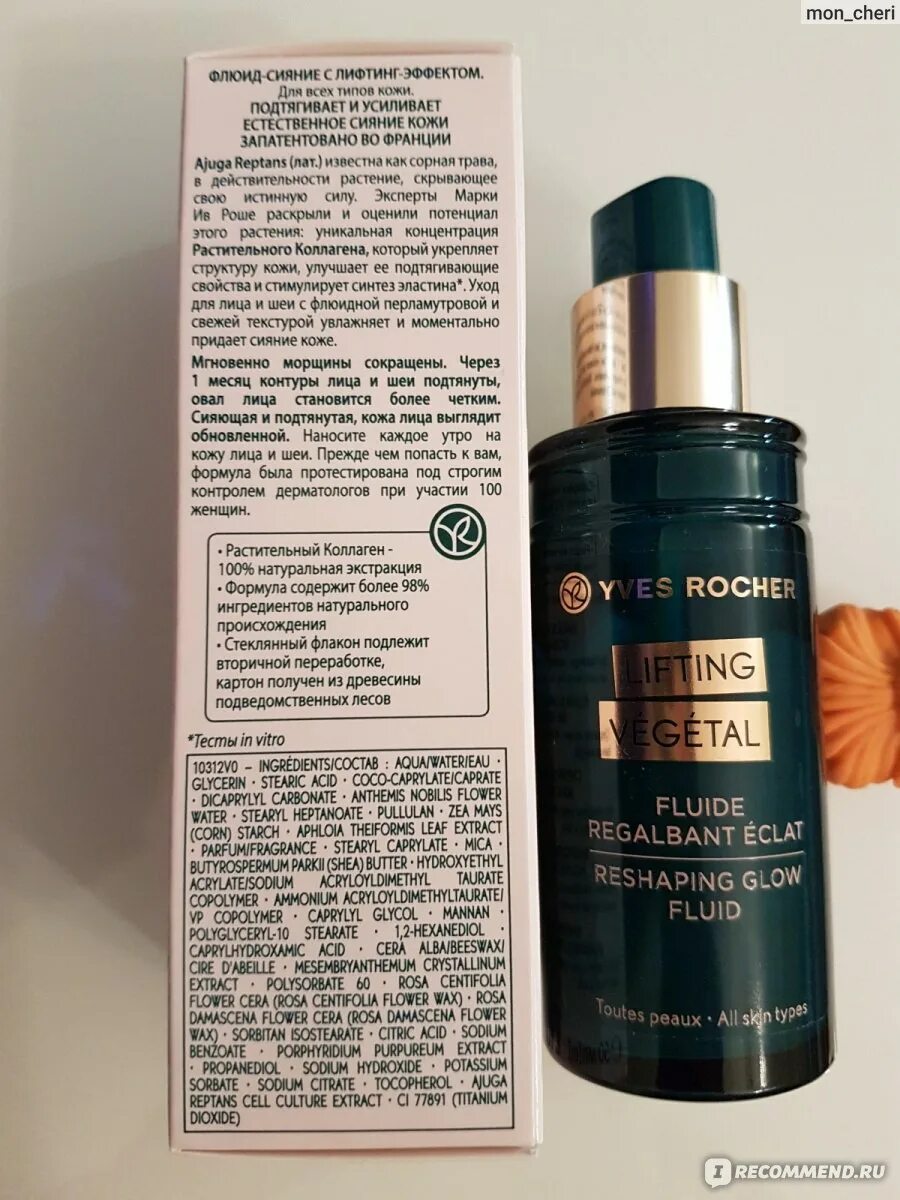 mon_cheri
ФЛЮИД-СИЯНИЕ С ЛИФТИНГ-ЭФФЕКТОМ.
Для всех типов кожи.
ПОДТЯГИВАЕТ И УСИЛИВАЕТ
ЕСТЕСТВЕННОЕ СИЯНИЕ КОЖИ
ЗАПАТЕНТОВАНО ВО ФРАНЦИИ
Ajuga Reptans (лат.) известна как сорная трава,
в действительности растение, скрывающее
свою истинную силу. Эксперты Марки
Ив Роше раскрыли и оценили потенциал
этого растения: уникальная концентрация
Растительного Коллагена, который укрепляет
структуру кожи, улучшает ее подтягивающие
свойства и стимулирует синтез эластина*. Уход
для лица и шеи с флюидной перламутровой и
свежей текстурой увлажняет и моментально
придает сияние коже.
Мгновенно морщины сокращены. Через
1 месяц контуры лица и шеи подтянуты,
овал лица становится более четким.
Сияющая и подтянутая, кожа лица выглядит
обновленной. Наносите каждое утро на
кожу лица и шеи. Прежде чем попасть к вам,
формула была протестирована под строгим
контролем дерматологов при участии 100
женщин.
• Растительный Коллаген -
100% натуральная экстракция
• Формула содержит более 98%
ингредиентов натурального
происхождения
• Стеклянный флакон подлежит
вторичной переработке,
картон получен из древесины
подведомственных лесов
*Тесты in vitro
10312V0 – INGRÉDIENTS/СОСТАВ : AQUA/WATER/EAU ·
GLYCERIN · STEARIC ACID · COCO-CAPRYLATE/CAPRATE
· DICAPRYLYL CARBONATE · ANTHEMIS NOBILIS FLOWER
WATER · STEARYL HEPTANOATE · PULLULAN · ZEA MAYS
(CORN) STARCH · APHLOIA THEIFORMIS LEAF EXTRACT
· PARFUM/FRAGRANCE · STEARYL CAPRYLATE · MICA ·
BUTYROSPERMUM PARKII (SHEA) BUTTER · HYDROXYETHYL
ACRYLATE/SODIUM ACRYLOYLDIMETHYL TAURATE
COPOLYMER · AMMONIUM ACRYLOYLDIMETHYLTAURATE/
VP COPOLYMER · CAPRYLYL GLYCOL · MANNAN ·
POLYGLYCERYL-10 STEARATE · 1,2-HEXANEDIOL ·
CAPRYLHYDROXAMIC ACID · CERA ALBA/BEESWAX/
CIRE D'ABEILLE · MESEMBRYANTHEMUM CRYSTALLINUM
EXTRACT · POLYSORBATE 60 · ROSA CENTIFOLIA
FLOWER CERA (ROSA CENTIFOLIA FLOWER WAX) · ROSA
DAMASCENA FLOWER CERA (ROSA DAMASCENA FLOWER
WAX) · SORBITAN ISOSTEARATE · CITRIC ACID · SODIUM
BENZOATE · PORPHYRIDIUM PURPUREUM EXTRACT
· PROPANEDIOL · SODIUM HYDROXIDE · POTASSIUM
SORBATE · SODIUM CITRATE · TOCOPHEROL · AJUGA
REPTANS CELL CULTURE EXTRACT · CI 77891 (TITANIUM
DIOXIDE)
YVES ROCHER
LIFTING
VÉGÉTAL
FLUIDE
REGALBANT ÉCLAT
RESHAPING GLOW
FLUID
Toutes peaux · All skin types
IRECOMMEND.RU